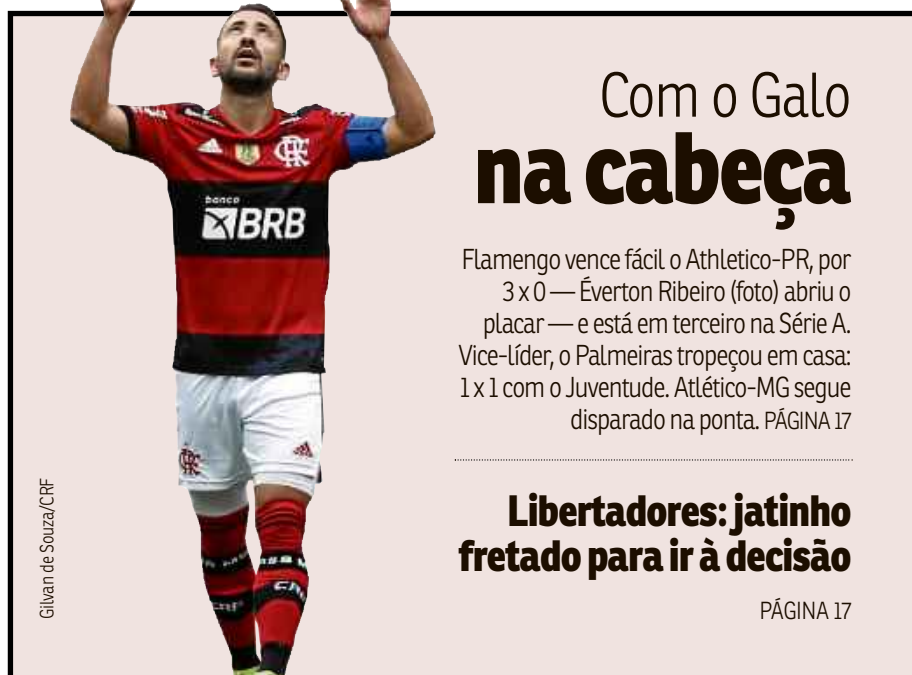 Com o Galo
na cabeça
Flamengo vence fácil o Athletico-PR, por
3 x 0 — Éverton Ribeiro (foto) abriu o
placar — e está em terceiro na Série A.
Vice-líder, o Palmeiras tropeçou em casa:
1 x 1 com o Juventude. Atlético-MG segue
disparado na ponta. PÁGINA 17
Libertadores: jatinho
fretado para ir à decisão
PÁGINA 17
Gilvan de Souza/CRF
banco
BRB
CRF